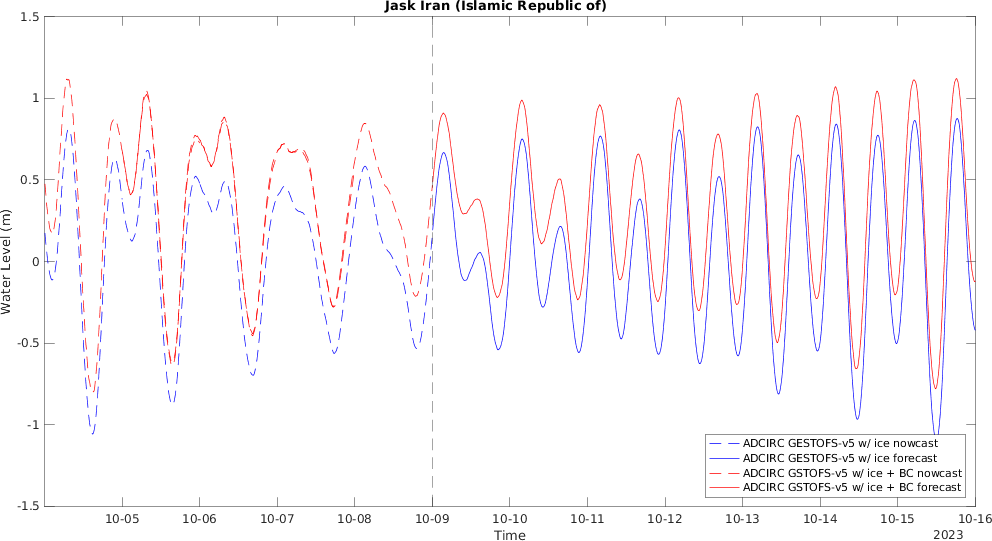 Jask Iran (Islamic Republic of)
1.5
1
0.5
0
-0.5
-1
-1.5
Water Level (m)
ADCIRC GESTOFS-v5 w/ ice nowcast
ADCIRC GESTOFS-v5 w/ ice forecast
ADCIRC GSTOFS-v5 w/ ice + BC nowcast
ADCIRC GSTOFS-v5 w/ ice + BC forecast
10-05 10-06 10-07 10-08 10-09 10-10 10-11 10-12 10-13 10-14 10-15 10-16
Time
2023